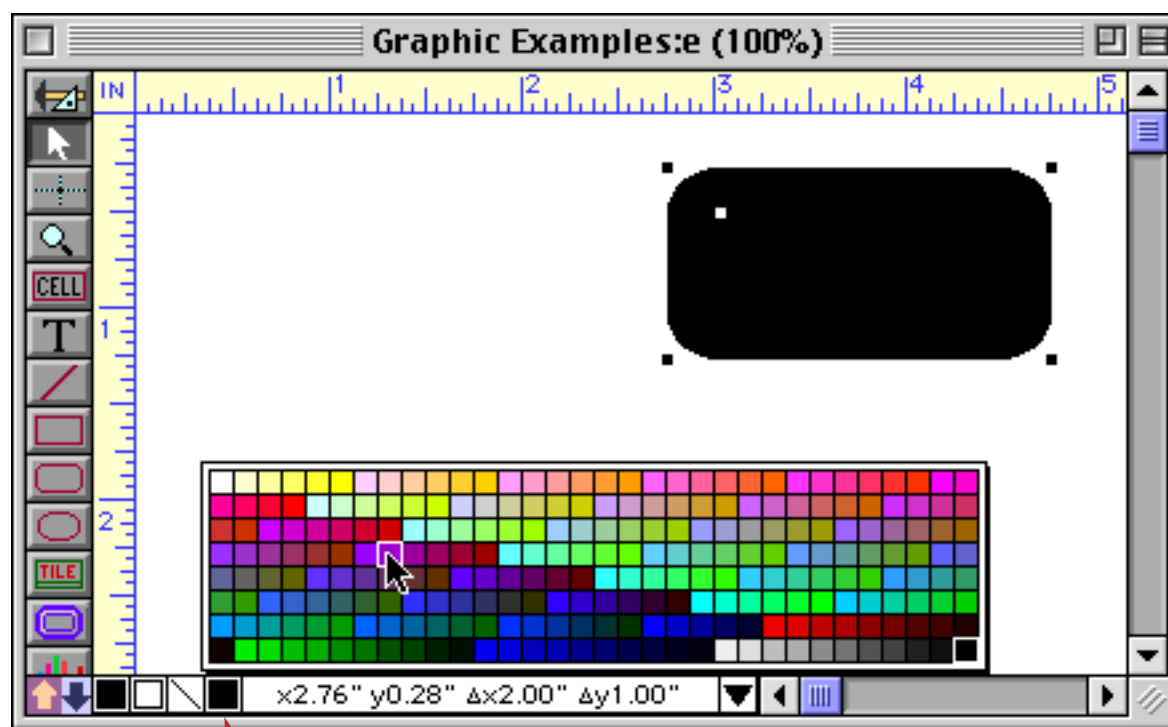 Graphic Examples:e (100%)
IN
1 2 3 4 5
CELL
T
1
2
TILE
x2.76" y0.28" Δx2.00" Δy1.00"